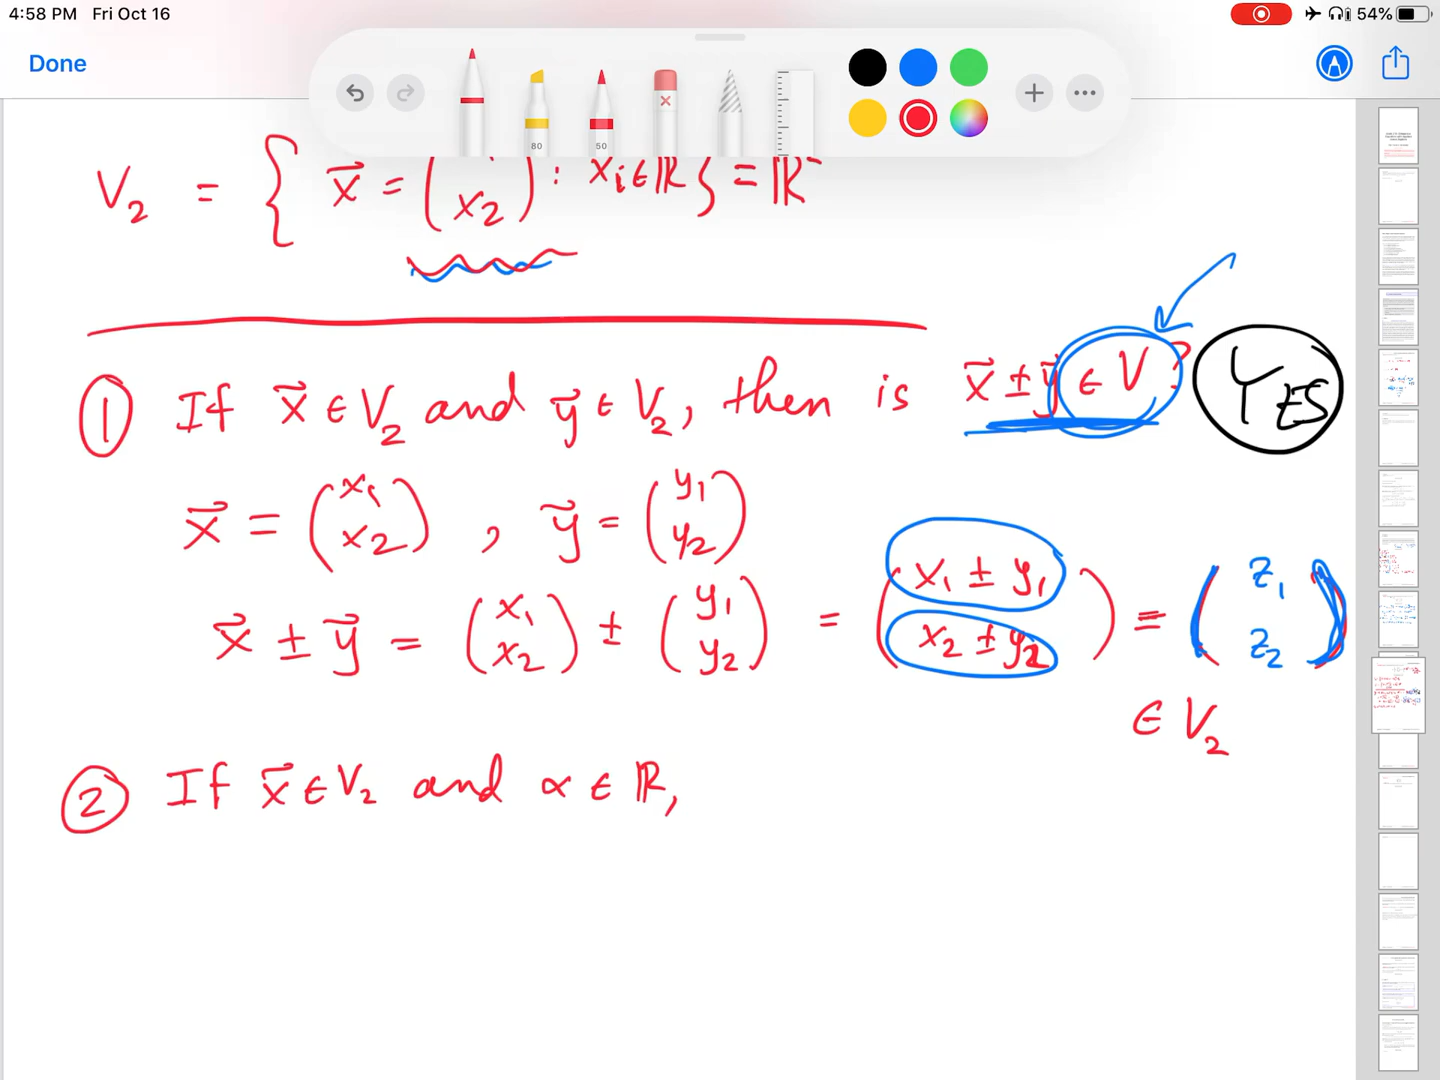 4:58 PM Fri Oct 16
54%
Done
80
50
V₂ = { x⃗ = ( x₂ ) : xᵢ ∈ ℝ } = ℝ²
① If x⃗ ∈ V₂ and y⃗ ∈ V₂, then is x⃗ ± y⃗ ∈ V ? YES
x⃗ = ( x₁ x₂ ) , y⃗ = ( y₁ y₂ )
x⃗ ± y⃗ = ( x₁ x₂ ) ± ( y₁ y₂ ) = ( x₁ ± y₁ x₂ ± y₂ ) = ( z₁ z₂ )
∈ V₂
② If x⃗ ∈ V₂ and α ∈ ℝ,